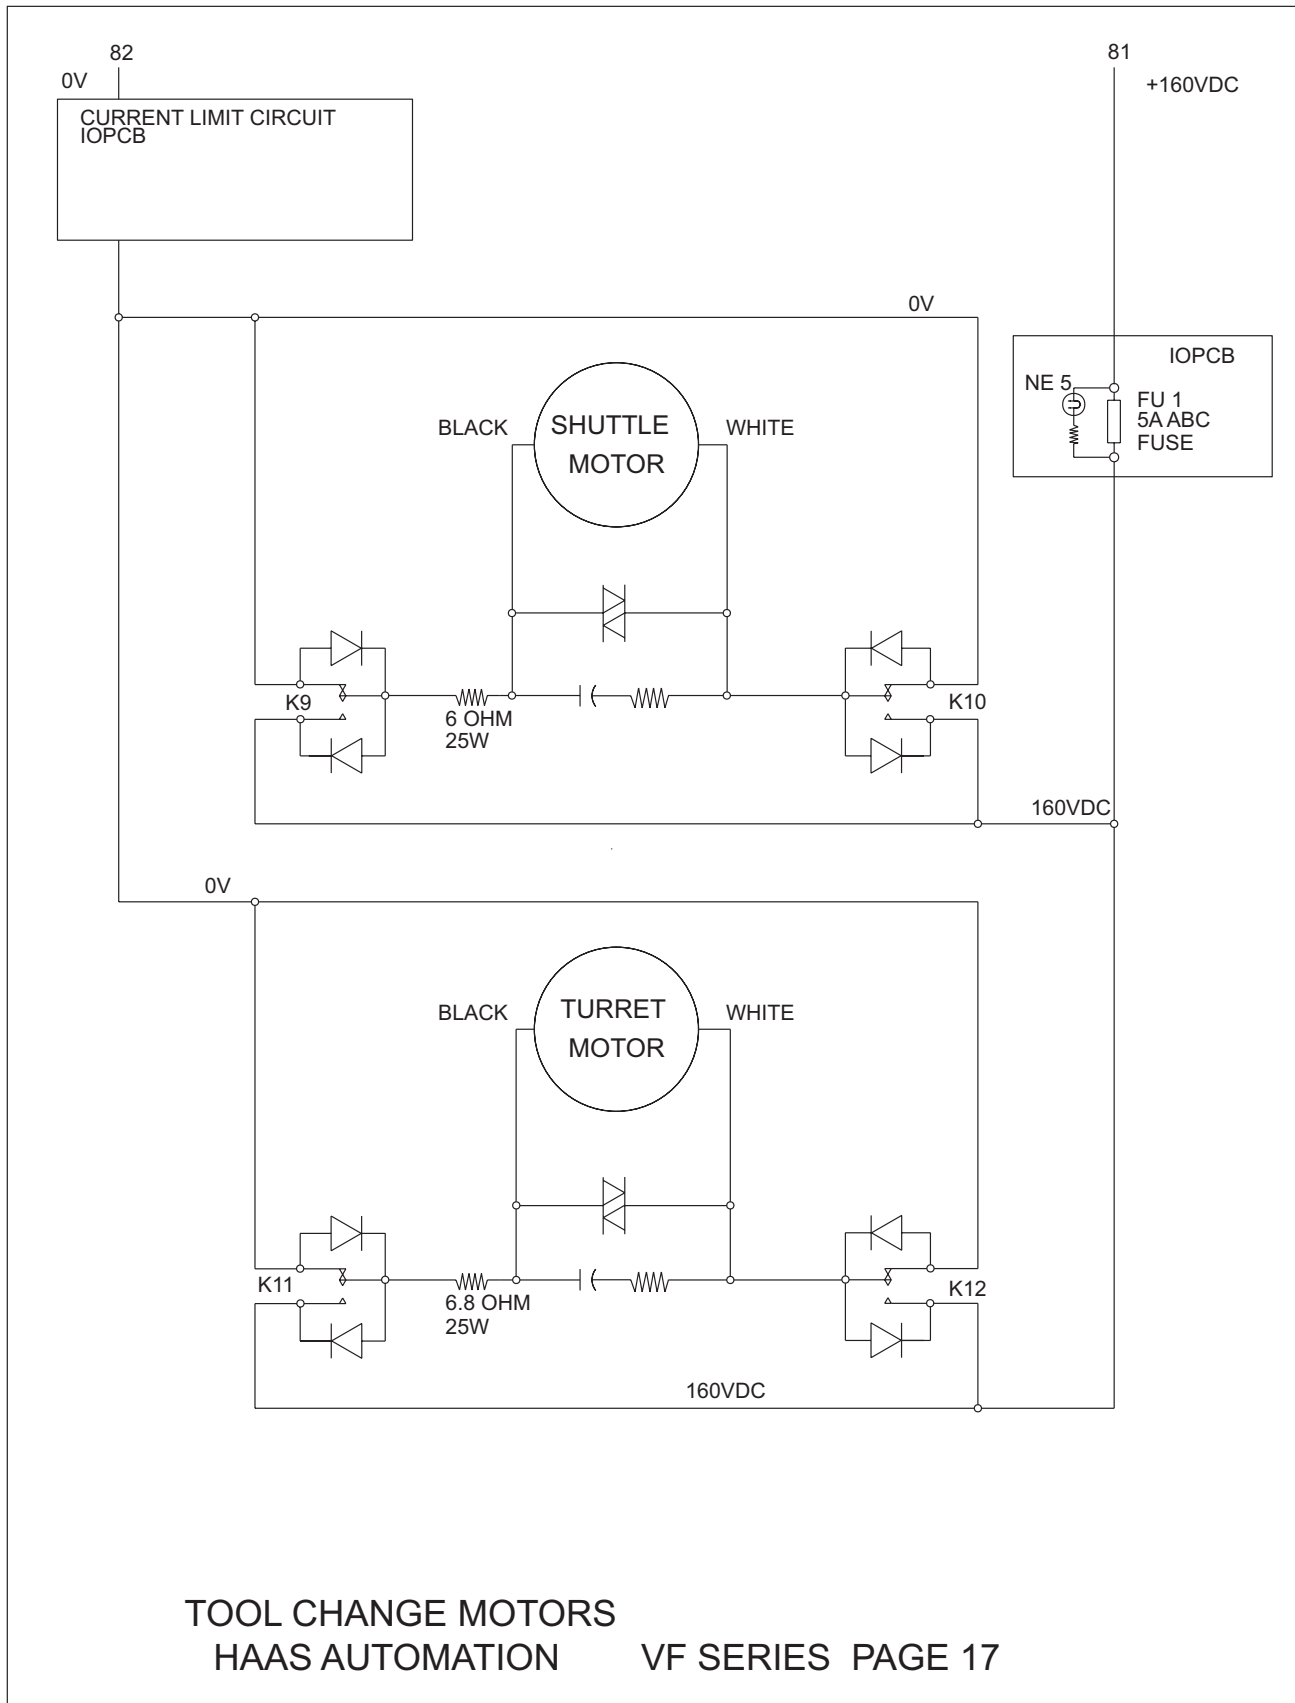 82
81
0V
+160VDC
CURRENT LIMIT CIRCUIT
IOPCB
0V
IOPCB
NE 5
FU 1
5A ABC
FUSE
BLACK
SHUTTLE
MOTOR
WHITE
K9
K10
6 OHM
25W
160VDC
0V
BLACK
TURRET
MOTOR
WHITE
K11
K12
6.8 OHM
25W
160VDC
TOOL CHANGE MOTORS
HAAS AUTOMATION VF SERIES PAGE 17